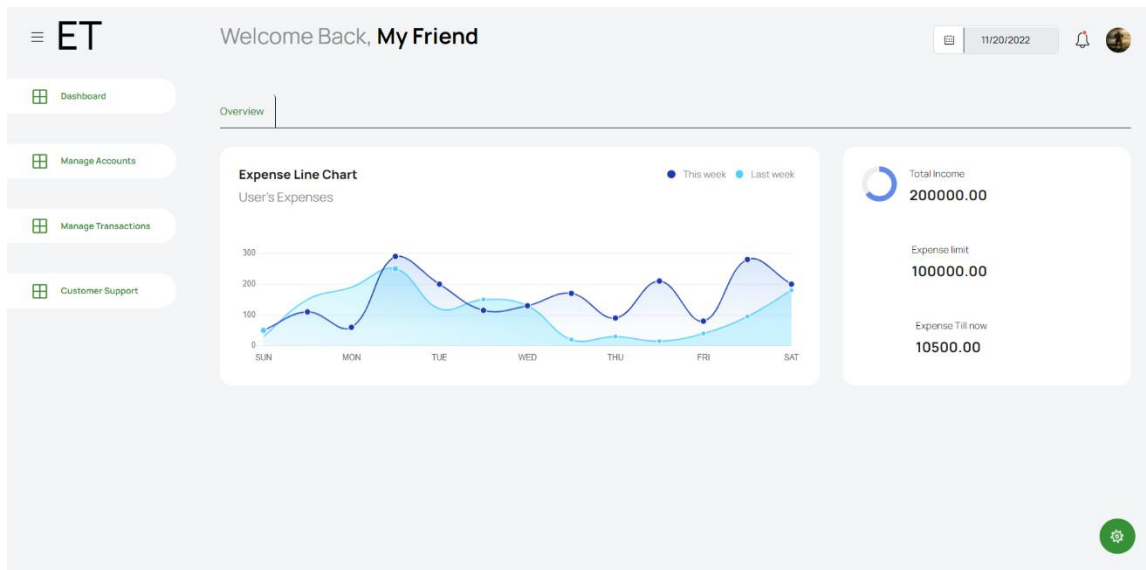 ET
Welcome Back, My Friend
11/20/2022
Dashboard
Manage Accounts
Manage Transactions
Customer Support
Overview
Expense Line Chart
User's Expenses
This week
Last week
300
200
100
0
SUN MON TUE WED THU FRI SAT
Total Income
200000.00
Expense limit
100000.00
Expense Till now
10500.00